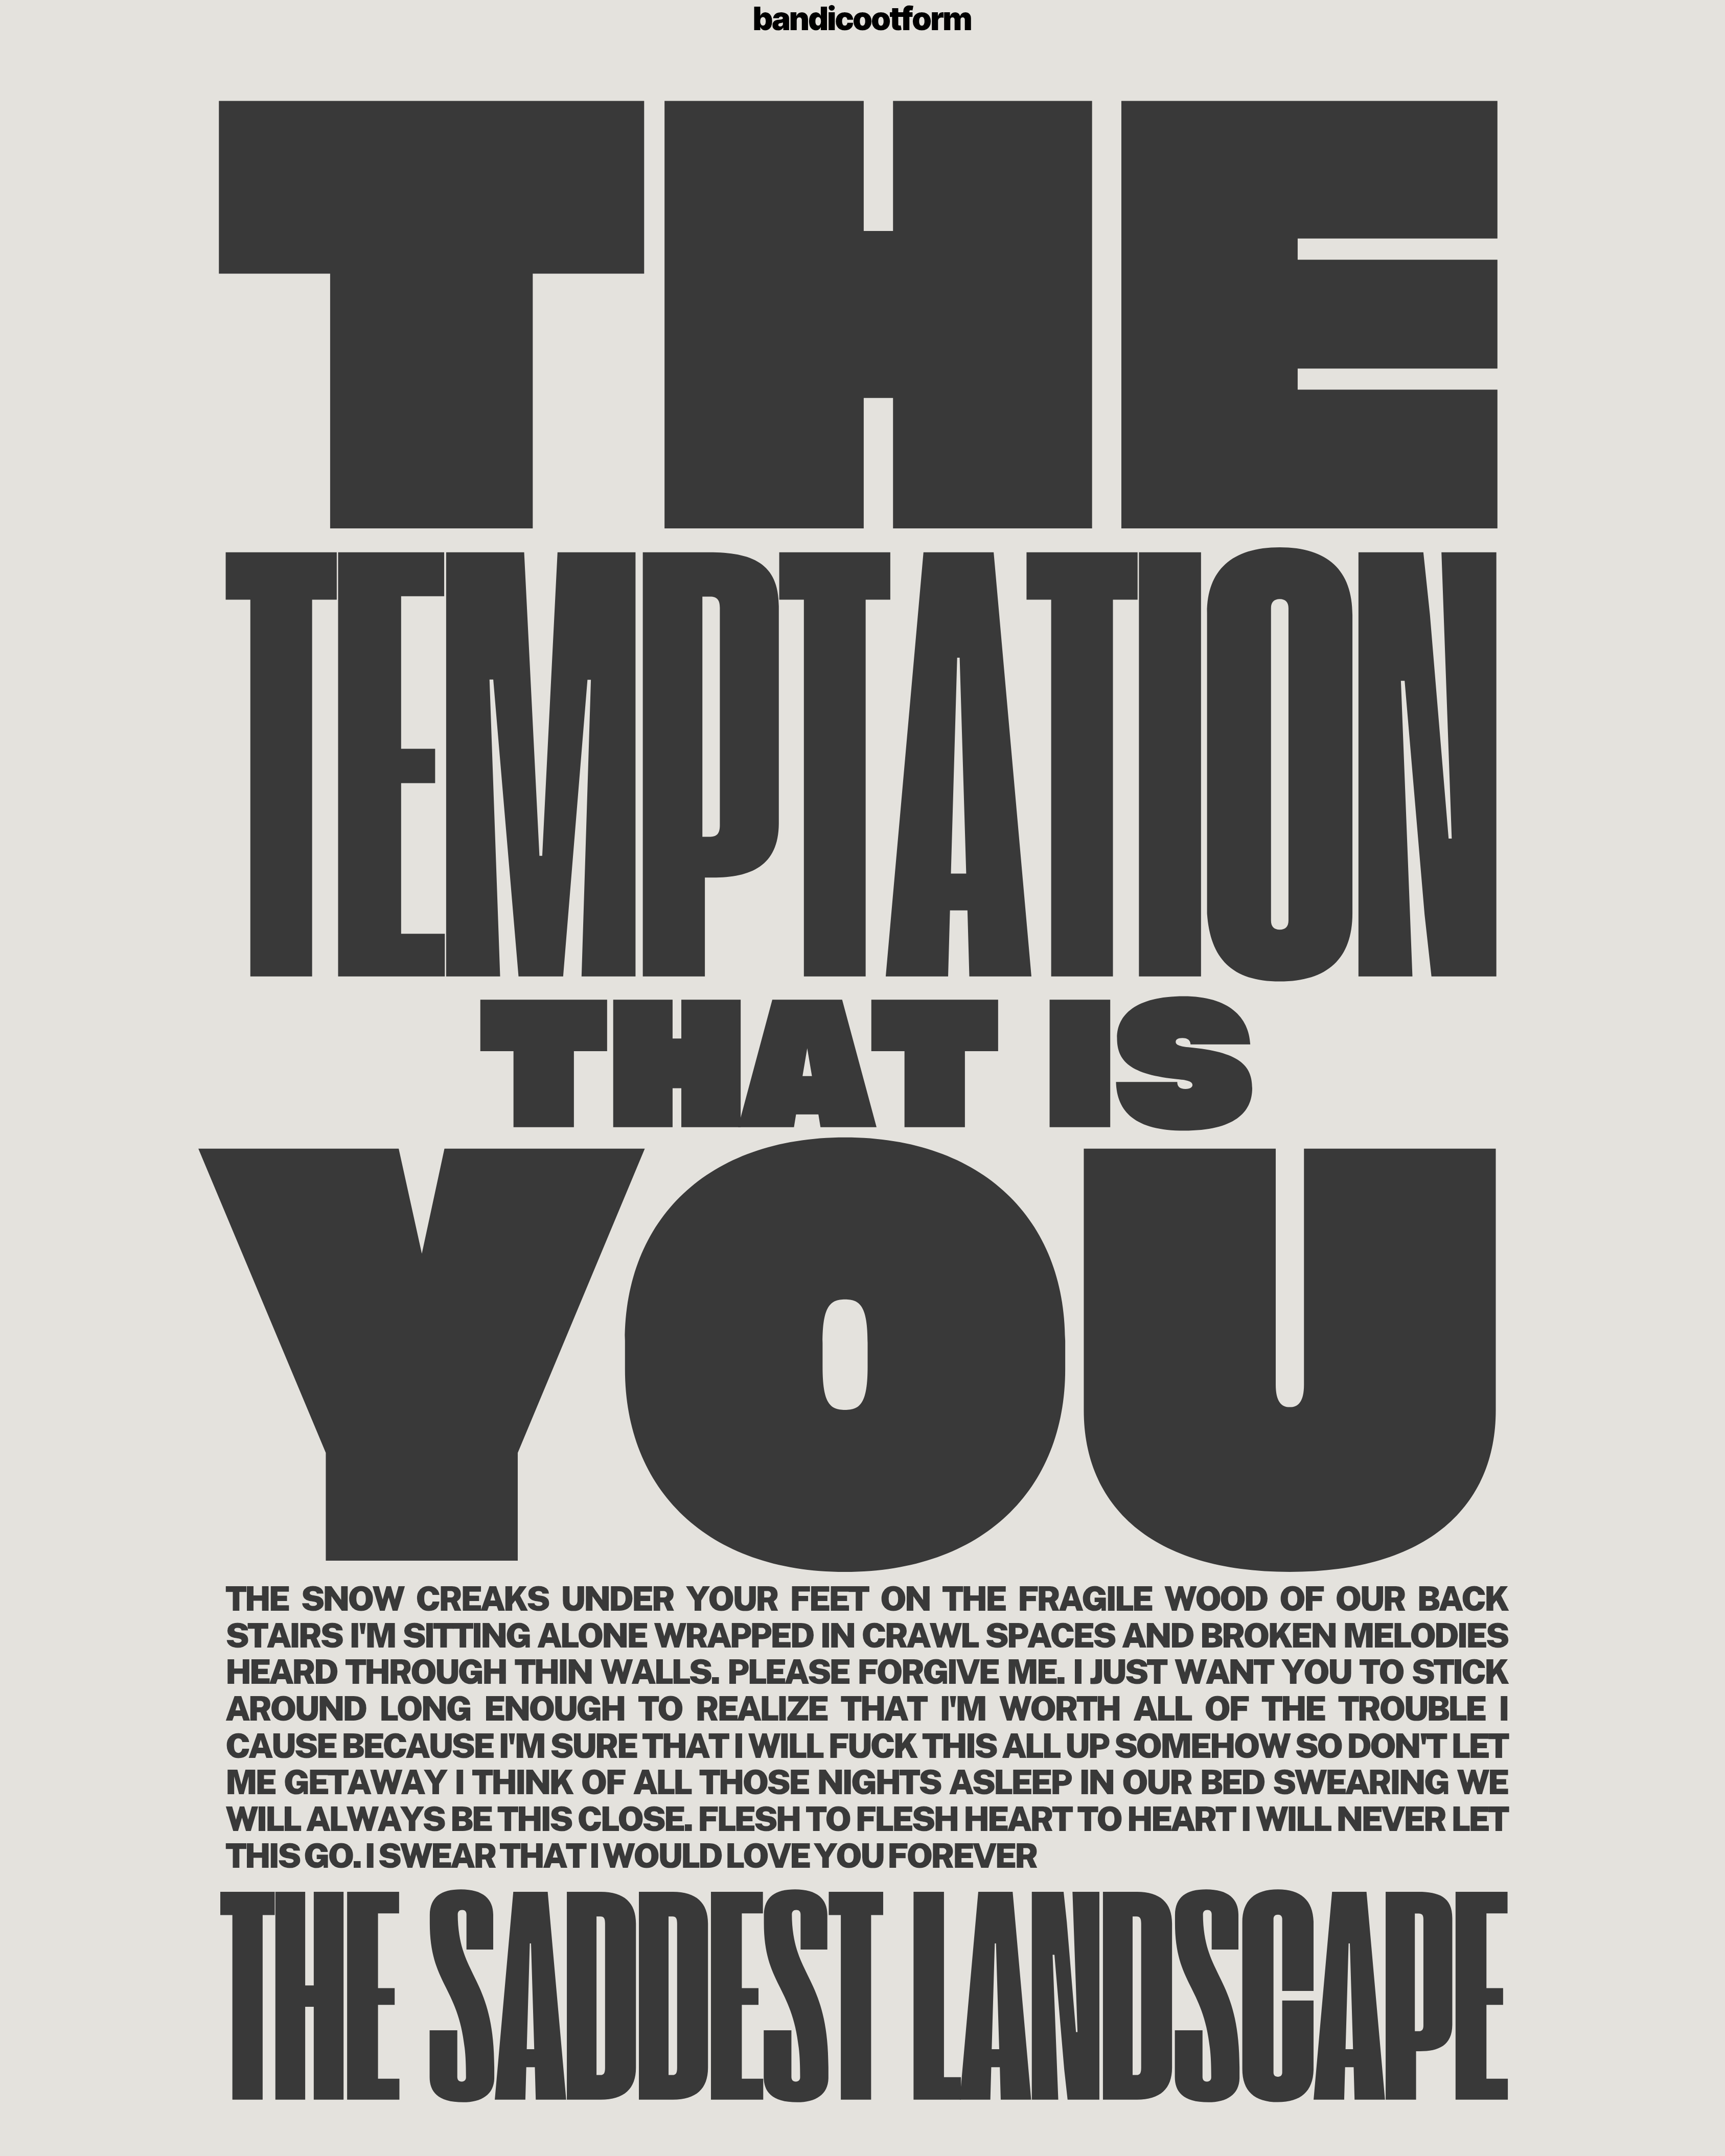 bandicootform
THE
TEMPTATION
THAT IS
YOU
THE SNOW CREAKS UNDER YOUR FEET ON THE FRAGILE WOOD OF OUR BACK
STAIRS I'M SITTING ALONE WRAPPED IN CRAWL SPACES AND BROKEN MELODIES
HEARD THROUGH THIN WALLS. PLEASE FORGIVE ME. I JUST WANT YOU TO STICK
AROUND LONG ENOUGH TO REALIZE THAT I'M WORTH ALL OF THE TROUBLE I
CAUSE BECAUSE I'M SURE THAT I WILL FUCK THIS ALL UP SOMEHOW SO DON'T LET
ME GETAWAY I THINK OF ALL THOSE NIGHTS ASLEEP IN OUR BED SWEARING WE
WILL ALWAYS BE THIS CLOSE. FLESH TO FLESH HEART TO HEART I WILL NEVER LET
THIS GO. I SWEAR THAT I WOULD LOVE YOU FOREVER
THE SADDEST LANDSCAPE